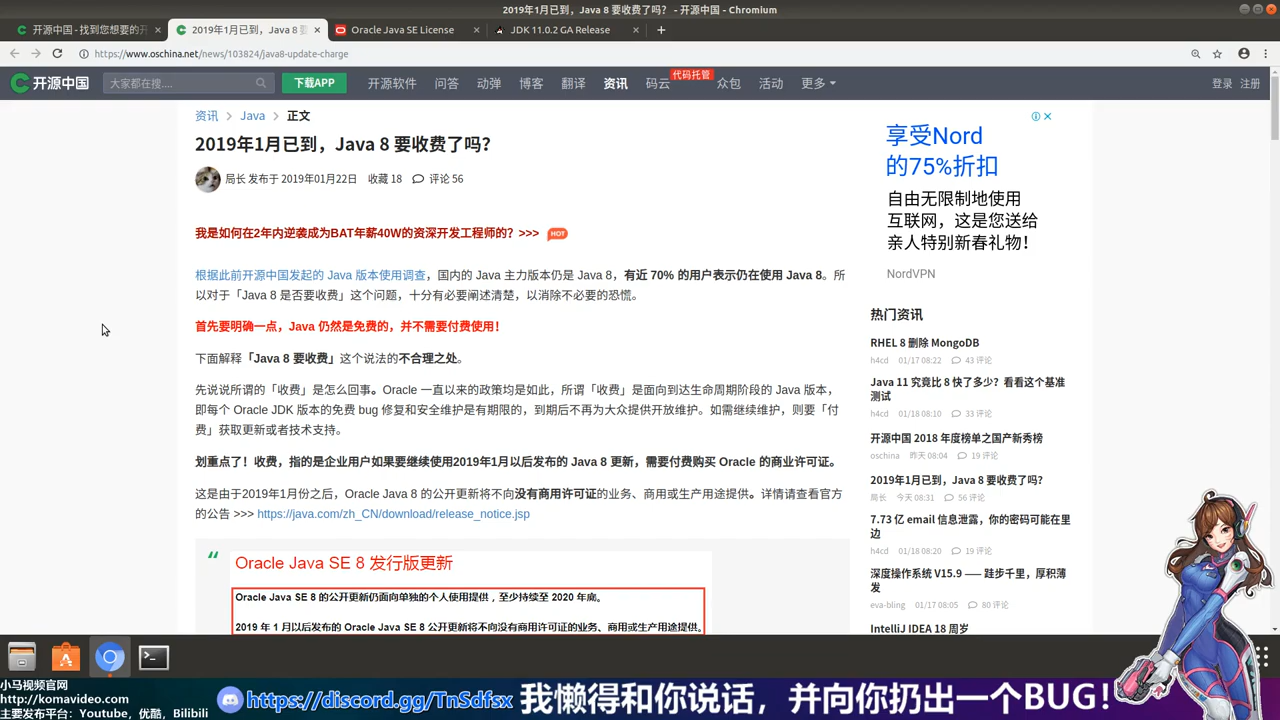 2019年1月已到，Java 8 要收费了吗？ - 开源中国 - Chromium
开源中国 - 找到您想要的开
2019年1月已到，Java 8 要
Oracle Java SE License
JDK 11.0.2 GA Release
https://www.oschina.net/news/103824/java8-update-charge
开源中国
大家都在搜....
下载APP
开源软件 问答 动弹 博客 翻译 资讯 码云 代码托管 众包 活动 更多
登录 注册
资讯 > Java > 正文
2019年1月已到，Java 8 要收费了吗？
局长 发布于 2019年01月22日 收藏 18 评论 56
我是如何在2年内逆袭成为BAT年薪40W的资深开发工程师的？>>> HOT
根据此前开源中国发起的 Java 版本使用调查，国内的 Java 主力版本仍是 Java 8，有近 70% 的用户表示仍在使用 Java 8。所
以对于「Java 8 是否要收费」这个问题，十分有必要阐述清楚，以消除不必要的恐慌。
首先要明确一点，Java 仍然是免费的，并不需要付费使用！
下面解释「Java 8 要收费」这个说法的不合理之处。
先说说所谓的「收费」是怎么回事。Oracle 一直以来的政策均是如此，所谓「收费」是面向到达生命周期阶段的 Java 版本，
即每个 Oracle JDK 版本的免费 bug 修复和安全维护是有期限的，到期后不再为大众提供开放维护。如需继续维护，则要「付
费」获取更新或者技术支持。
划重点了！收费，指的是企业用户如果要继续使用2019年1月以后发布的 Java 8 更新，需要付费购买 Oracle 的商业许可证。
这是由于2019年1月份之后，Oracle Java 8 的公开更新将不向没有商用许可证的业务、商用或生产用途提供。详情请查看官方
的公告 >>> https://java.com/zh_CN/download/release_notice.jsp
Oracle Java SE 8 发行版更新
Oracle Java SE 8 的公开更新仍面向单独的个人使用提供，至少持续至 2020 年底。
2019 年 1 月以后发布的 Oracle Java SE 8 公开更新将不向没有商用许可证的业务、商用或生产用途提供。
享受Nord
的75%折扣
自由无限制地使用
互联网，这是您送给
亲人特别新春礼物！
NordVPN
热门资讯
RHEL 8 删除 MongoDB
h4cd 01/17 08:22 43 评论
Java 11 究竟比 8 快了多少？看看这个基准
测试
h4cd 01/18 08:10 33 评论
开源中国 2018 年度榜单之国产新秀榜
oschina 昨天 08:04 19 评论
2019年1月已到，Java 8 要收费了吗？
局长 今天 08:31 56 评论
7.73 亿 email 信息泄露，你的密码可能在里
边
h4cd 01/18 08:20 19 评论
深度操作系统 V15.9 —— 跬步千里，厚积薄
发
eva-bling 01/17 08:05 80 评论
IntelliJ IDEA 18 周岁
小马视频官网
http://komavideo.com
主要发布平台：Youtube，优酷，Bilibili
https://discord.gg/TnSdfsx
我懒得和你说话，并向你扔出一个BUG！